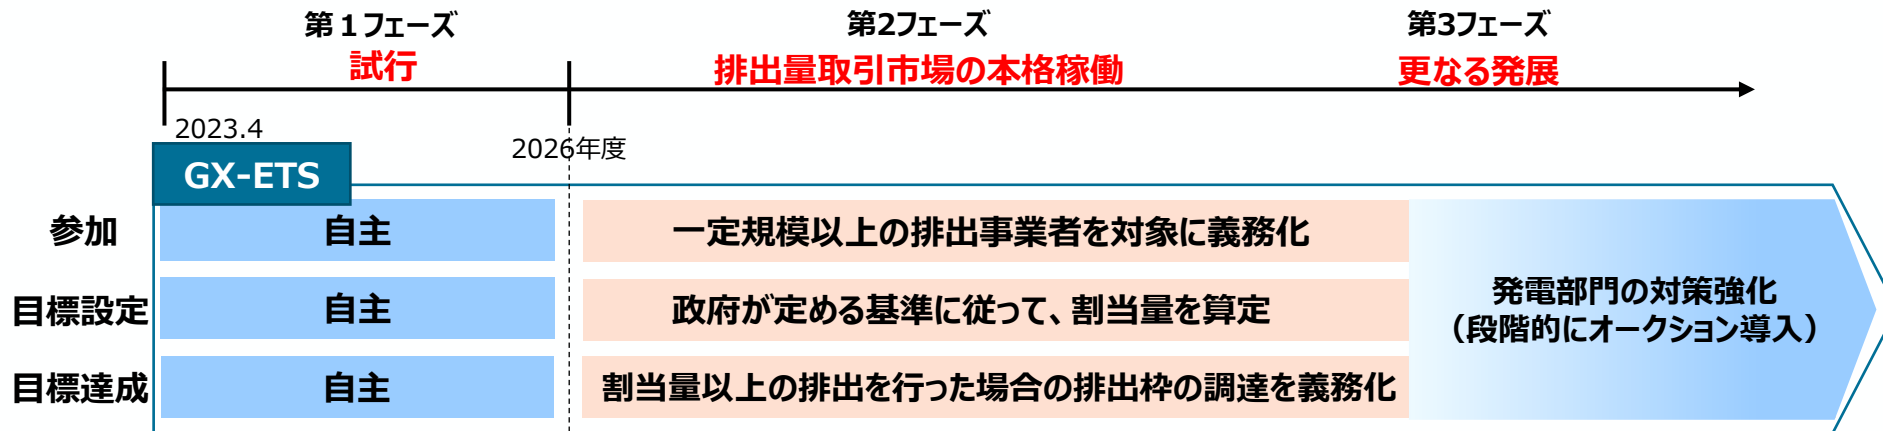 第１フェーズ
試行
第2フェーズ
排出量取引市場の本格稼働
第3フェーズ
更なる発展
2023.4
2026年度
GX-ETS
参加
自主
一定規模以上の排出事業者を対象に義務化
目標設定
自主
政府が定める基準に従って、割当量を算定
目標達成
自主
割当量以上の排出を行った場合の排出枠の調達を義務化
発電部門の対策強化
（段階的にオークション導入）